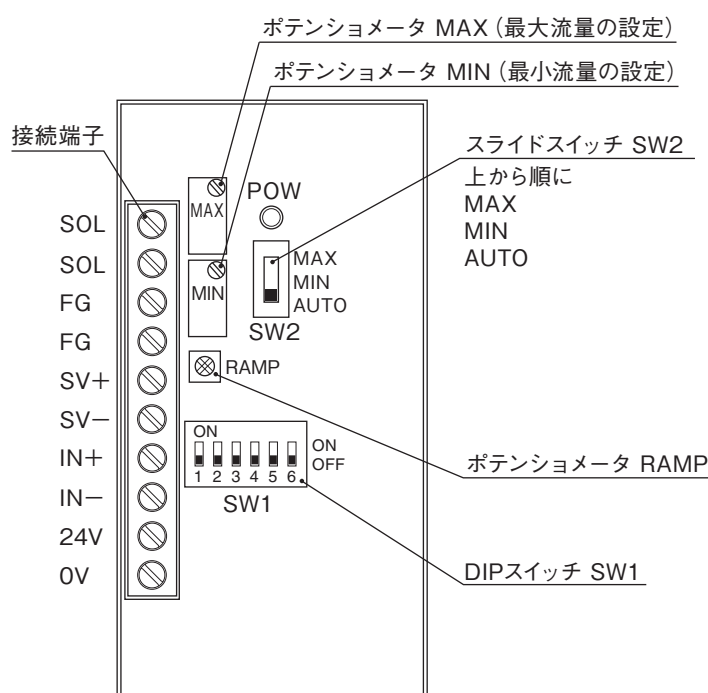 ポテンショメータ MAX（最大流量の設定）
ポテンショメータ MIN（最小流量の設定）
接続端子
スライドスイッチ SW2
上から順に
MAX
MIN
AUTO
SOL
SOL
FG
FG
SV+
SV−
IN+
IN−
24V
0V
MAX
MIN
POW
MAX
MIN
AUTO
SW2
RAMP
ON
ON
OFF
1 2 3 4 5 6
SW1
ポテンショメータ RAMP
DIPスイッチ SW1